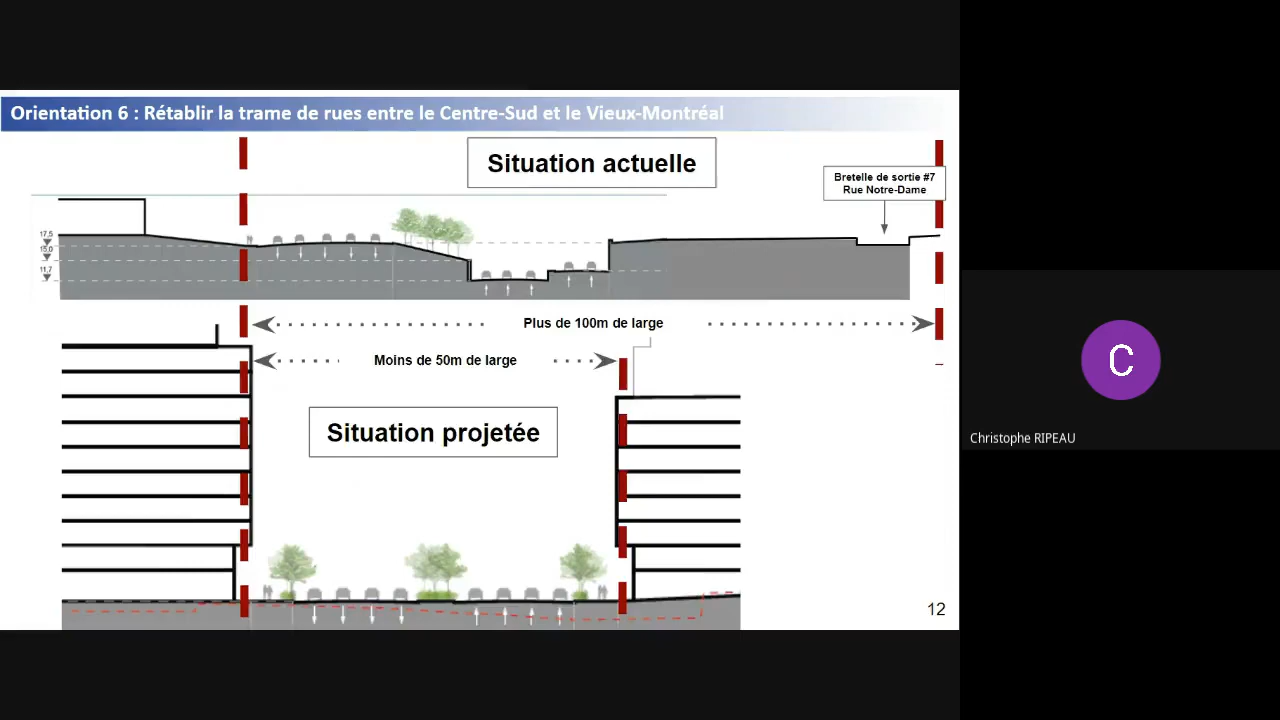 Orientation 6 : Rétablir la trame de rues entre le Centre-Sud et le Vieux-Montréal
Situation actuelle
Bretelle de sortie #7
Rue Notre-Dame
17,5
15,0
11,7
Plus de 100m de large
Moins de 50m de large
Situation projetée
12
C
Christophe RIPEAU